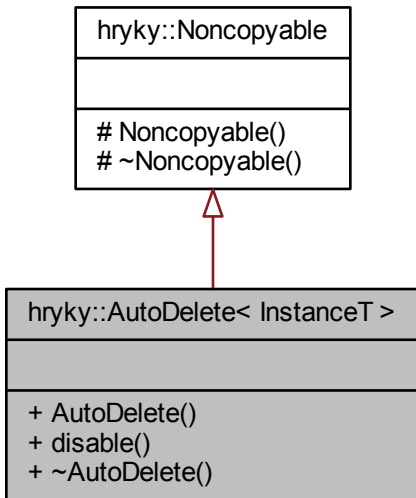 hryky::Noncopyable
# Noncopyable()
# ~Noncopyable()
hryky::AutoDelete< InstanceT >
+ AutoDelete()
+ disable()
+ ~AutoDelete()